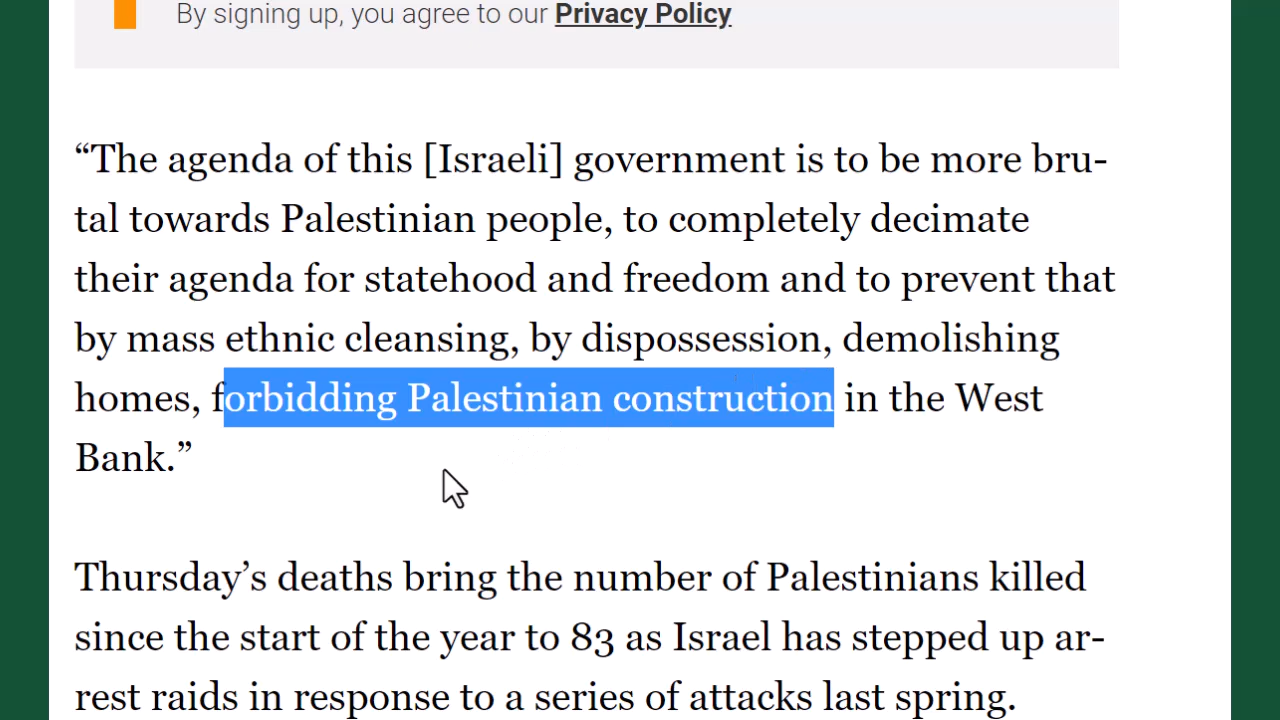 By signing up, you agree to our Privacy Policy
“The agenda of this [Israeli] government is to be more bru-
tal towards Palestinian people, to completely decimate
their agenda for statehood and freedom and to prevent that
by mass ethnic cleansing, by dispossession, demolishing
homes, forbidding Palestinian construction in the West
Bank.”
Thursday’s deaths bring the number of Palestinians killed
since the start of the year to 83 as Israel has stepped up ar-
rest raids in response to a series of attacks last spring.